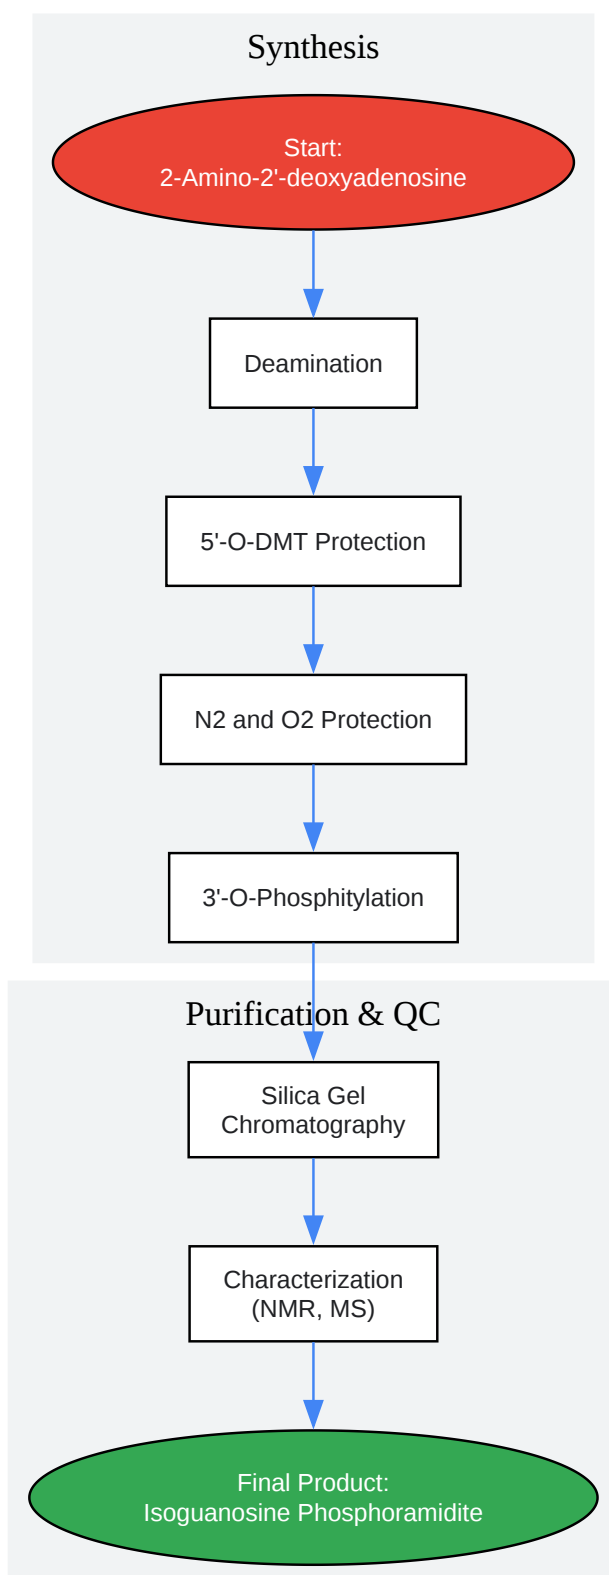 Synthesis
Start:
2-Amino-2'-deoxyadenosine
Deamination
5'-O-DMT Protection
N2 and O2 Protection
3'-O-Phosphitylation
Purification & QC
Silica Gel
Chromatography
Characterization
(NMR, MS)
Final Product:
Isoguanosine Phosphoramidite